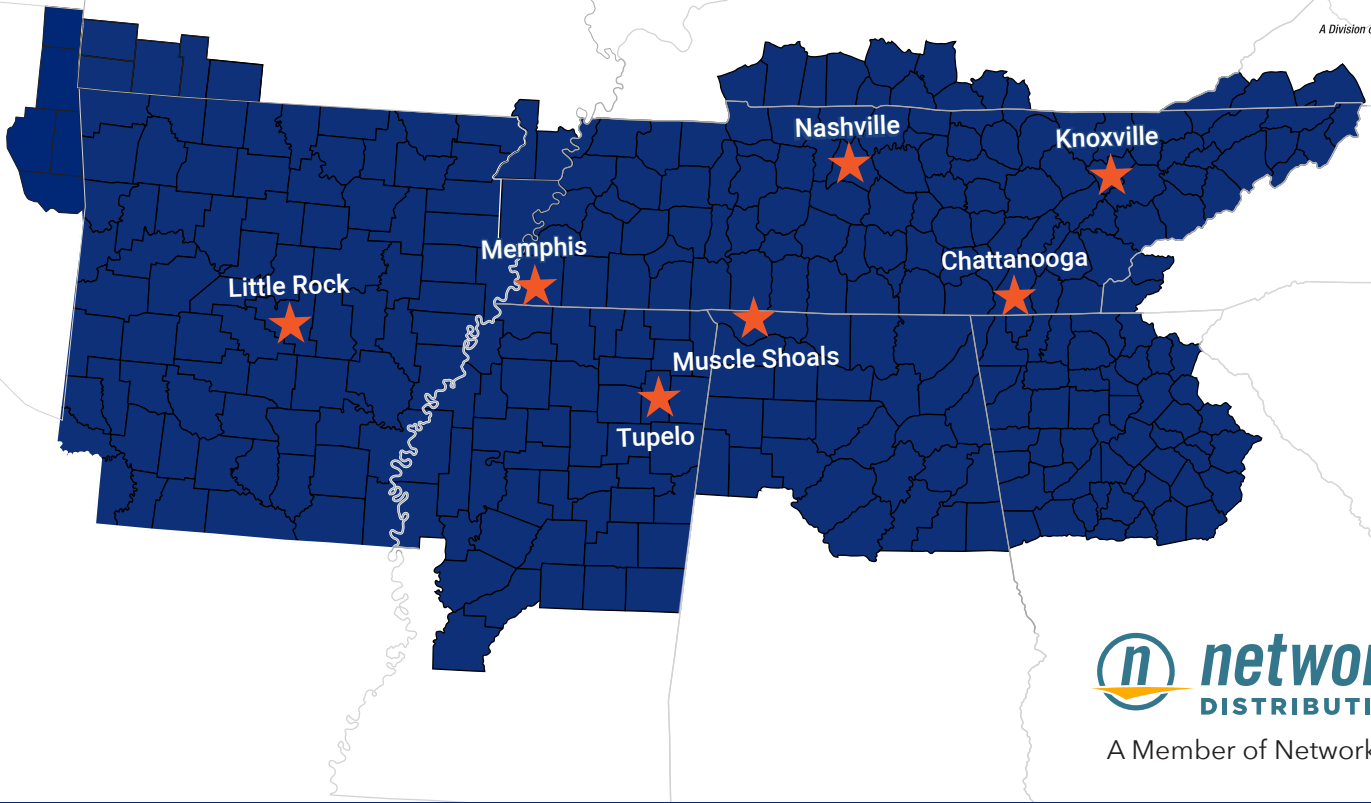 A Division
Nashville
Knoxville
Memphis
Chattanooga
Little Rock
Muscle Shoals
Tupelo
n
networ
DISTRIBUTI
A Member of Network